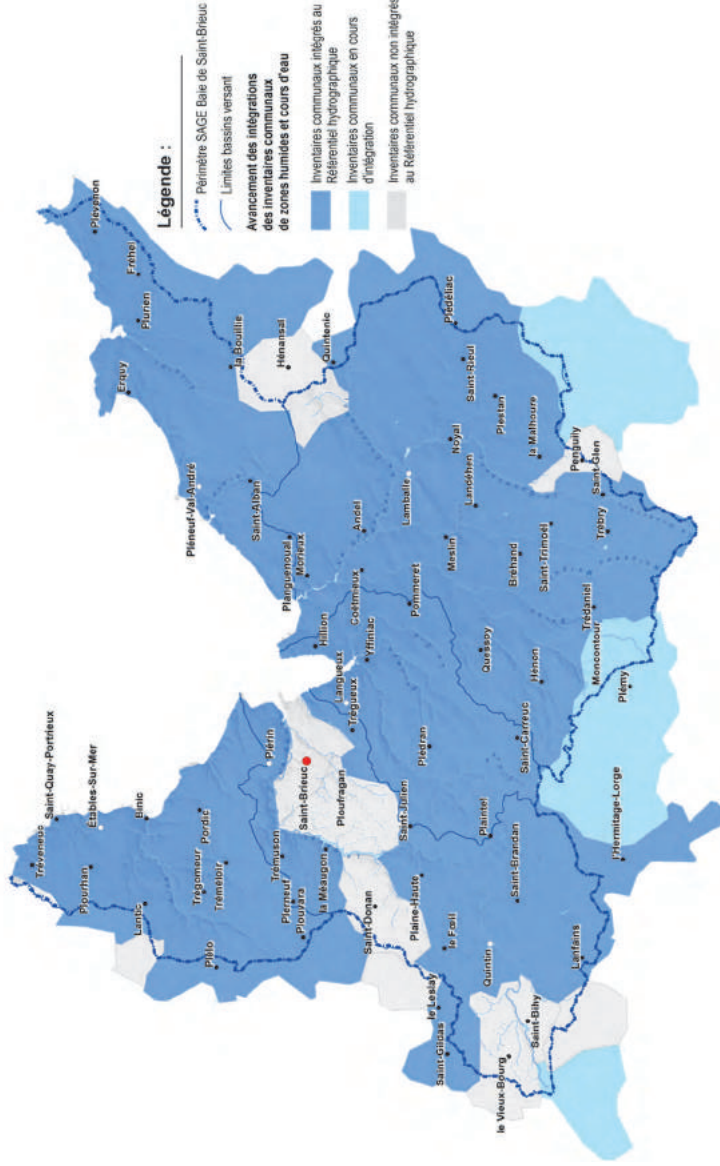 Légende :
Périmètre SAGE Baie de Saint-Brieuc
Limites bassins versant
Avancement des intégrations
des inventaires communaux
de zones humides et cours d'eau
Inventaires communaux intégrés au
Référentiel hydrographique
Inventaires communaux en cours
d'intégration
Inventaires communaux non intégrés
au Référentiel hydrographique
Tréveneuc
Saint-Quay-Portrieux
Plourhan
Étables-Sur-Mer
Lantic
Binic
Plévenon
Fréhel
Plurien
Erquy
Pordic
Trégomeur
Tréméloir
Plélo
Pléneuf-Val-André
la Bouillie
Saint-Alban
Hénansal
Plérin
Trémuson
Plerneuf
Plouvara
la Méaugon
Saint-Brieuc
Ploufragan
Planguenoual
Morieux
Hillion
Quintenic
Langueux
Trégueux
Yffiniac
Coëtmieux
Andel
Saint-Donan
Plaine-Haute
Saint-Julien
Plédran
Pommeret
Lamballe
Noyal
Plédéliac
Saint-Rieul
le Fœil
le Leslay
Saint-Gildas
Quintin
Plaintel
Saint-Brandan
Saint-Carreuc
Quessoy
Meslin
Landéhen
Plestan
la Malhoure
Hénon
Bréhand
Saint-Trimoël
Penguily
Saint-Glen
Trébry
Trédaniel
Moncontour
Plémy
l'Hermitage-Lorge
Lanfains
Saint-Bihy
le Vieux-Bourg